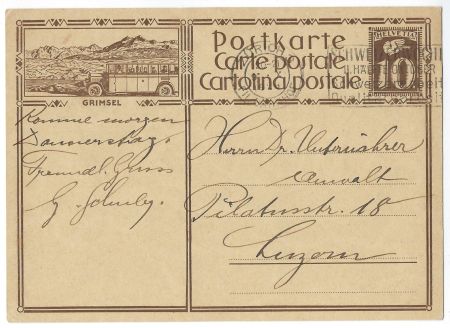 Postkarte
Carte postale
Cartolina postale
HELVETIA
10
GRIMSEL
Komme morgen
Donnerstag.
Freundl. Gruss
G.
Herrn Dr. Unternährer
Anwalt
Pilatusstr. 18
Luzern